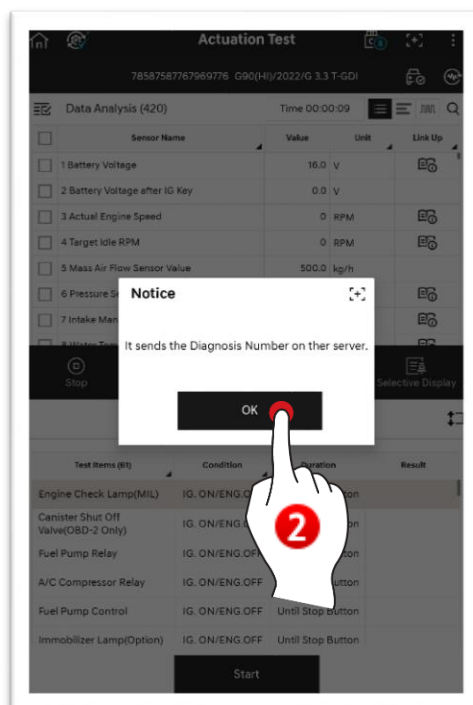 Actuation Test
78587587767969776 G90(HI)/2022/G 3.3 T-GDI
Data Analysis (420) Time 00:00:09
Sensor Name Value Unit Link Up
1 Battery Voltage 16.0 V
2 Battery Voltage after IG Key 0.0 V
3 Actual Engine Speed 0 RPM
4 Target Idle RPM 0 RPM
5 Mass Air Flow Sensor Value 500.0 kg/h
6 Pressure
7 Intake
Notice
It sends the Diagnosis Number on ther server.
OK
Stop Selective Display
2
Test Items (61) Condition Duration Result
Engine Check Lamp(MIL) IG. ON/ENG.
Canister Shut Off
Valve(OBD-2 Only) IG. ON/ENG.OFF
Fuel Pump Relay IG. ON/ENG.OFF
A/C Compressor Relay IG. ON/ENG.OFF
Fuel Pump Control IG. ON/ENG.OFF Until Stop Button
Immobilizer Lamp(Option) IG. ON/ENG.OFF Until Stop Button
Start